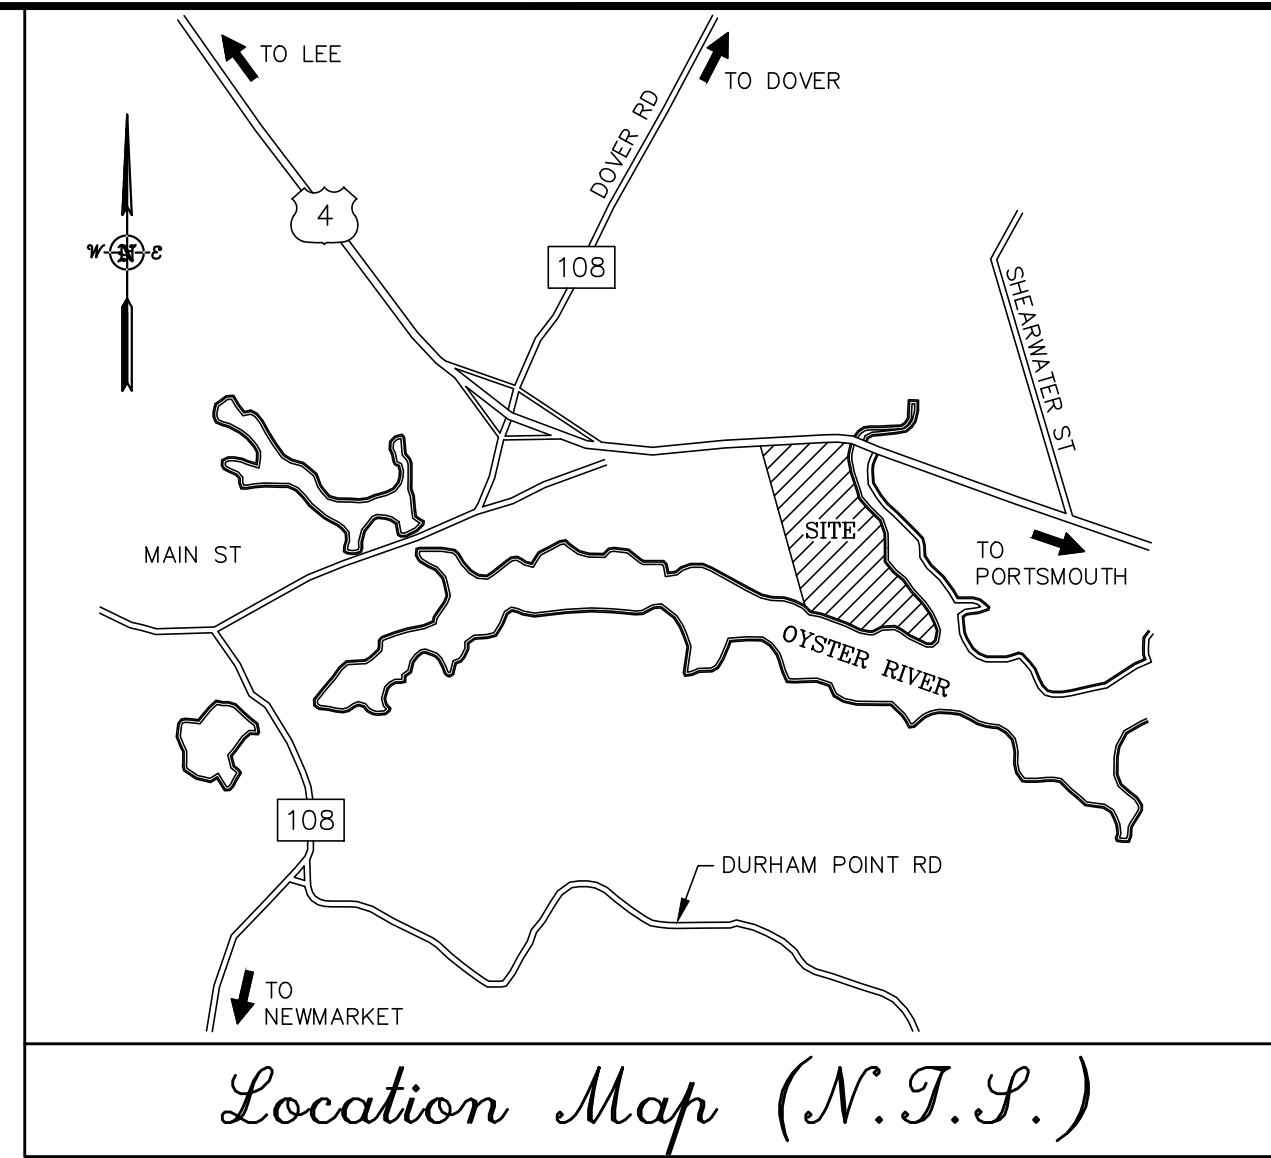 TO LEE
TO DOVER
DOVER RD
4
W N E
108
SHEARWATER ST
SITE
MAIN ST
TO
PORTSMOUTH
OYSTER RIVER
108
DURHAM POINT RD
TO
NEWMARKET
Location Map (N.T.S.)